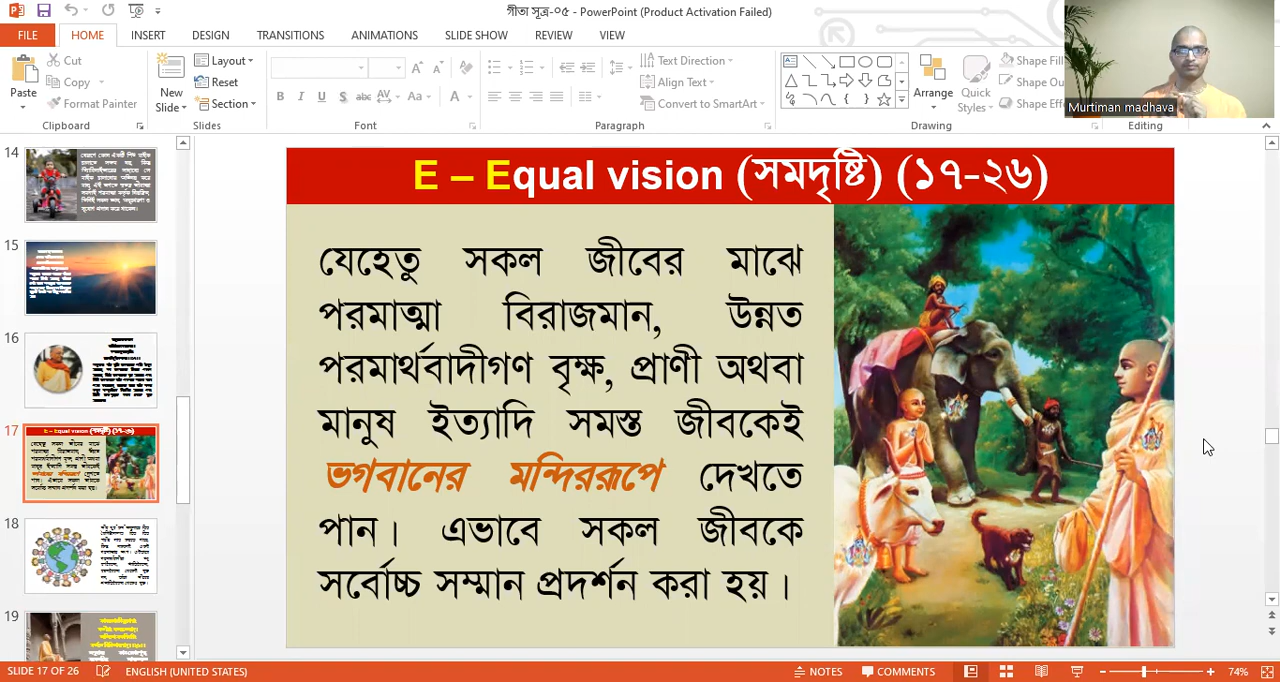 গীতা সূত্র-০৫ - PowerPoint (Product Activation Failed)
FILE HOME INSERT DESIGN TRANSITIONS ANIMATIONS SLIDE SHOW REVIEW VIEW
Paste
Cut
Copy
Format Painter
Clipboard
New Slide
Layout
Reset
Section
Slides
B I U S abc AV Aa A
Font
Text Direction
Align Text
Convert to SmartArt
Paragraph
Arrange
Quick Styles
Shape Fill
Shape
Shape Effe
Drawing
Editing
Murtiman madhava
14
15
16
17
18
19
E – Equal vision (সমদৃষ্টি) (১৭-২৬)
যেহেতু সকল জীবের মাঝে
পরমাত্মা বিরাজমান, উন্নত
পরমার্থবাদীগণ বৃক্ষ, প্রাণী অথবা
মানুষ ইত্যাদি সমস্ত জীবকেই
ভগবানের মন্দিররূপে দেখতে
পান। এভাবে সকল জীবকে
সর্বোচ্চ সম্মান প্রদর্শন করা হয়।
SLIDE 17 OF 26 ENGLISH (UNITED STATES) NOTES COMMENTS 74%